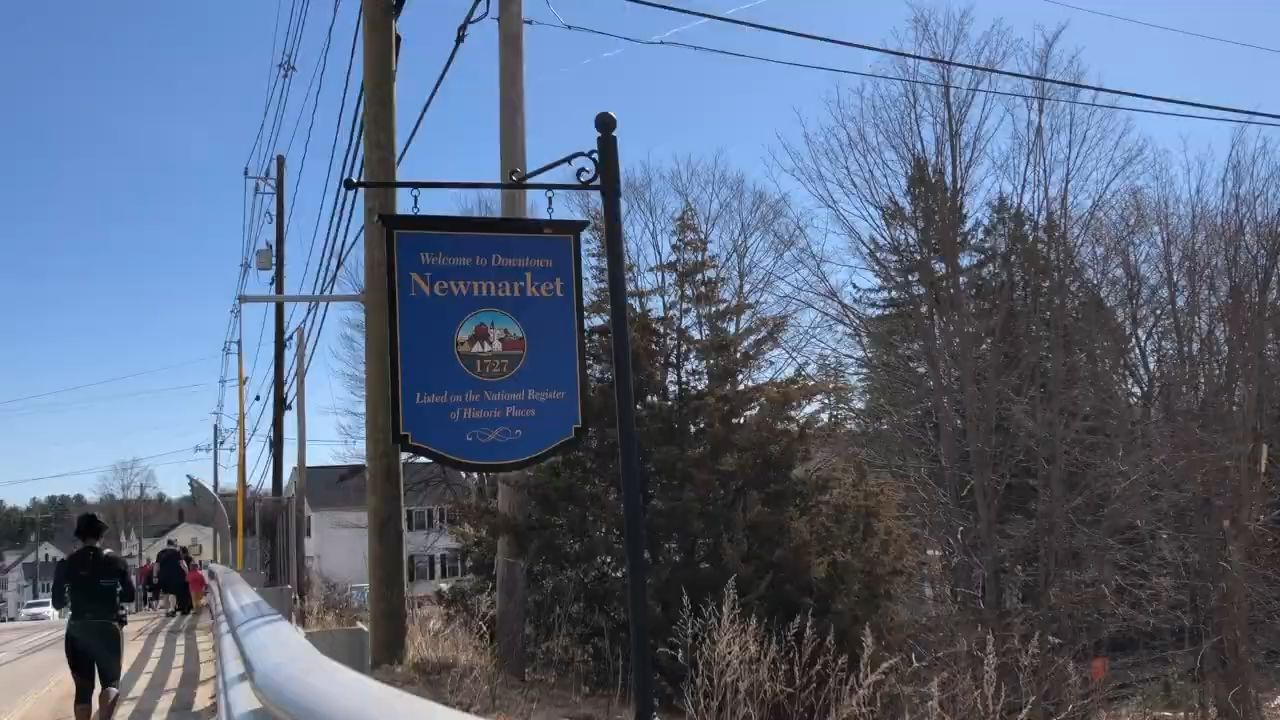 Welcome to Downtown
Newmarket
1727
Listed on the National Register
of Historic Places